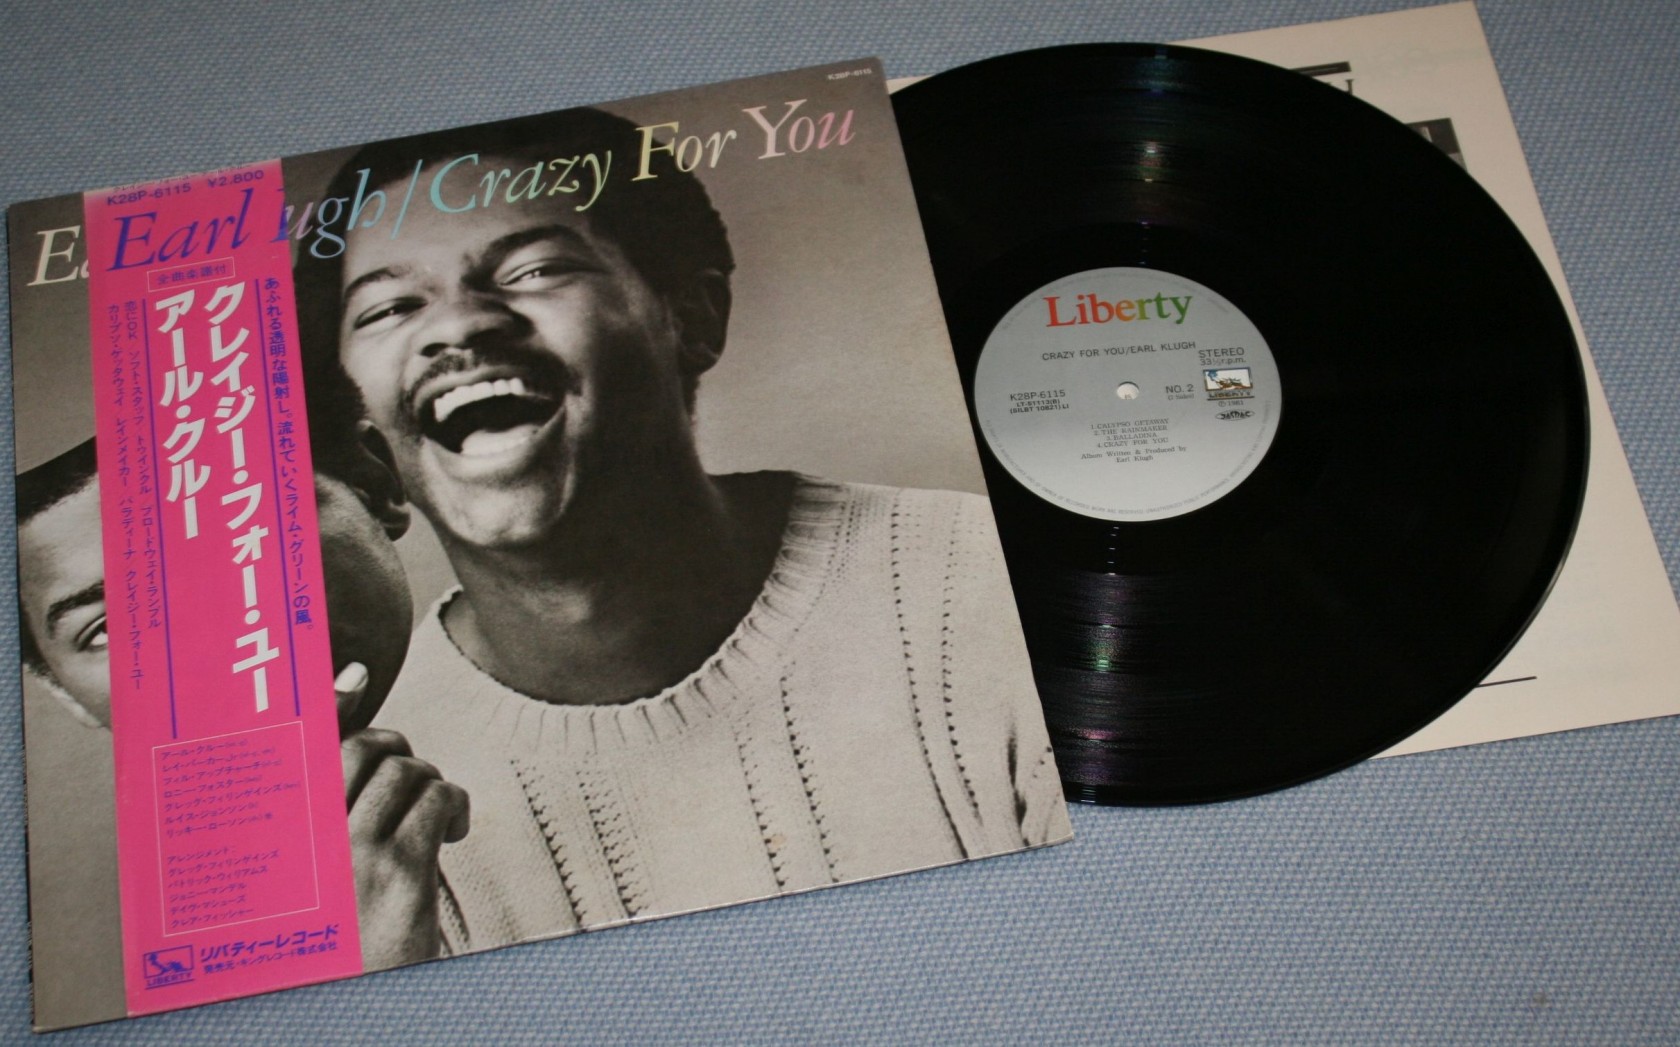 K28P-6115
Earl ugh/Crazy For You
K28P-6115 ¥2.800
Earl
全曲楽譜付
クレイジー・フォー・ユー
アール・クルー
あふれる透明な陽射し。流れていくライム・グリーンの風。
恋にOK ソフト・スタッフ トゥインクル ブロードウェイ・ランブル
カリプソ・ゲッタウェイ レインメイカー バラディーナ クレイジー・フォー・ユー
アール・クルー
レイ・パーカーJr
フィル・アップチャーチ
ロニー・フォスター
グレッグ・フィリンゲインズ
ルイス・ジョンソン
リッキー・ローソン 他
アレンジメント:
グレッグ・フィリンゲインズ
パトリック・ウィリアムス
ジョニー・マンデル
デイヴ・マシューズ
クレア・フィッシャー
LIBERTY
リバティーレコード
発売元・キングレコード株式会社
Liberty
CRAZY FOR YOU/EARL KLUGH
STEREO
33⅓r.p.m.
K28P-6115
LT-51113(B)
(61LBT 10821) LI
NO. 2
LIBERTY
Ⓟ 1981
JASRAC
1. CALYPSO GETAWAY
2. THE RAINMAKER
3. BALLADINA
4. CRAZY FOR YOU
Album Written & Produced by
Earl Klugh